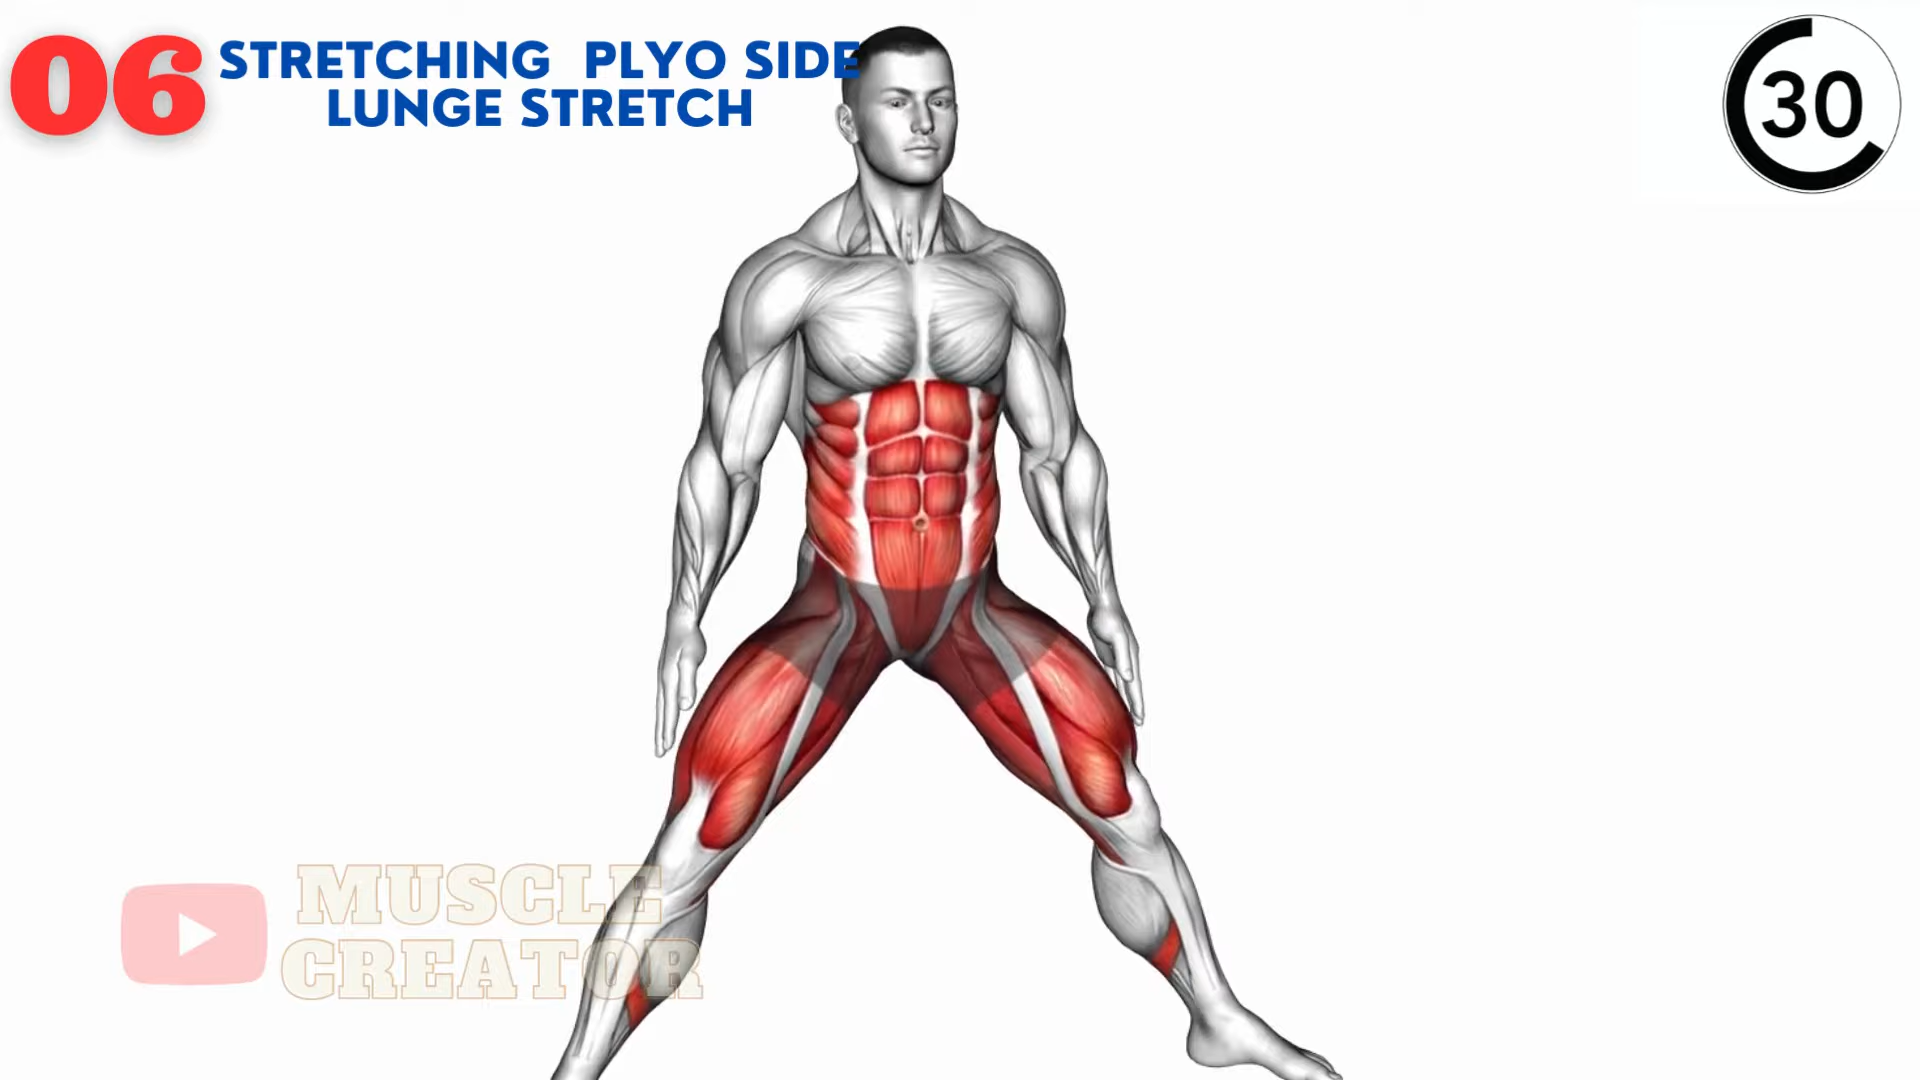 06
STRETCHING PLYO SIDE
LUNGE STRETCH
30
MUSCLE
CREATOR